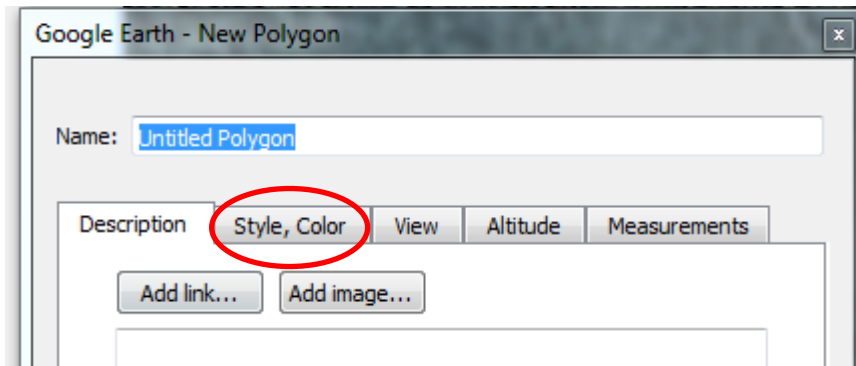 Google Earth - New Polygon
x
Name: Untitled Polygon
Description Style, Color View Altitude Measurements
Add link... Add image...